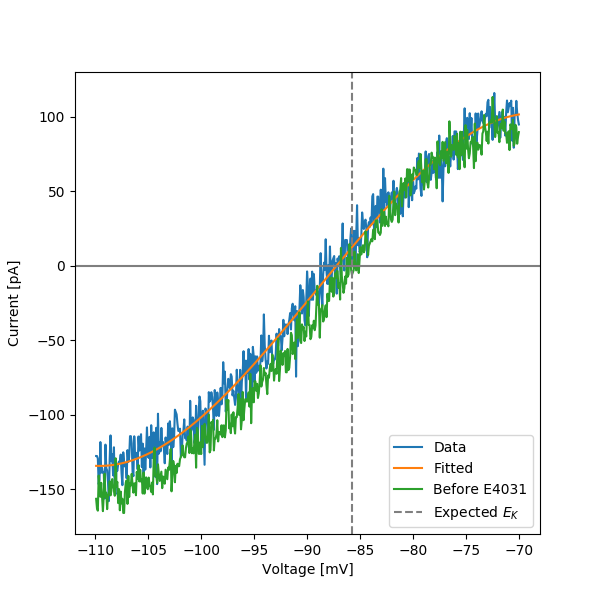 100
50
0
−50
−100
−150
Current [pA]
Data
Fitted
Before E4031
Expected E_K
−110 −105 −100 −95 −90 −85 −80 −75 −70
Voltage [mV]